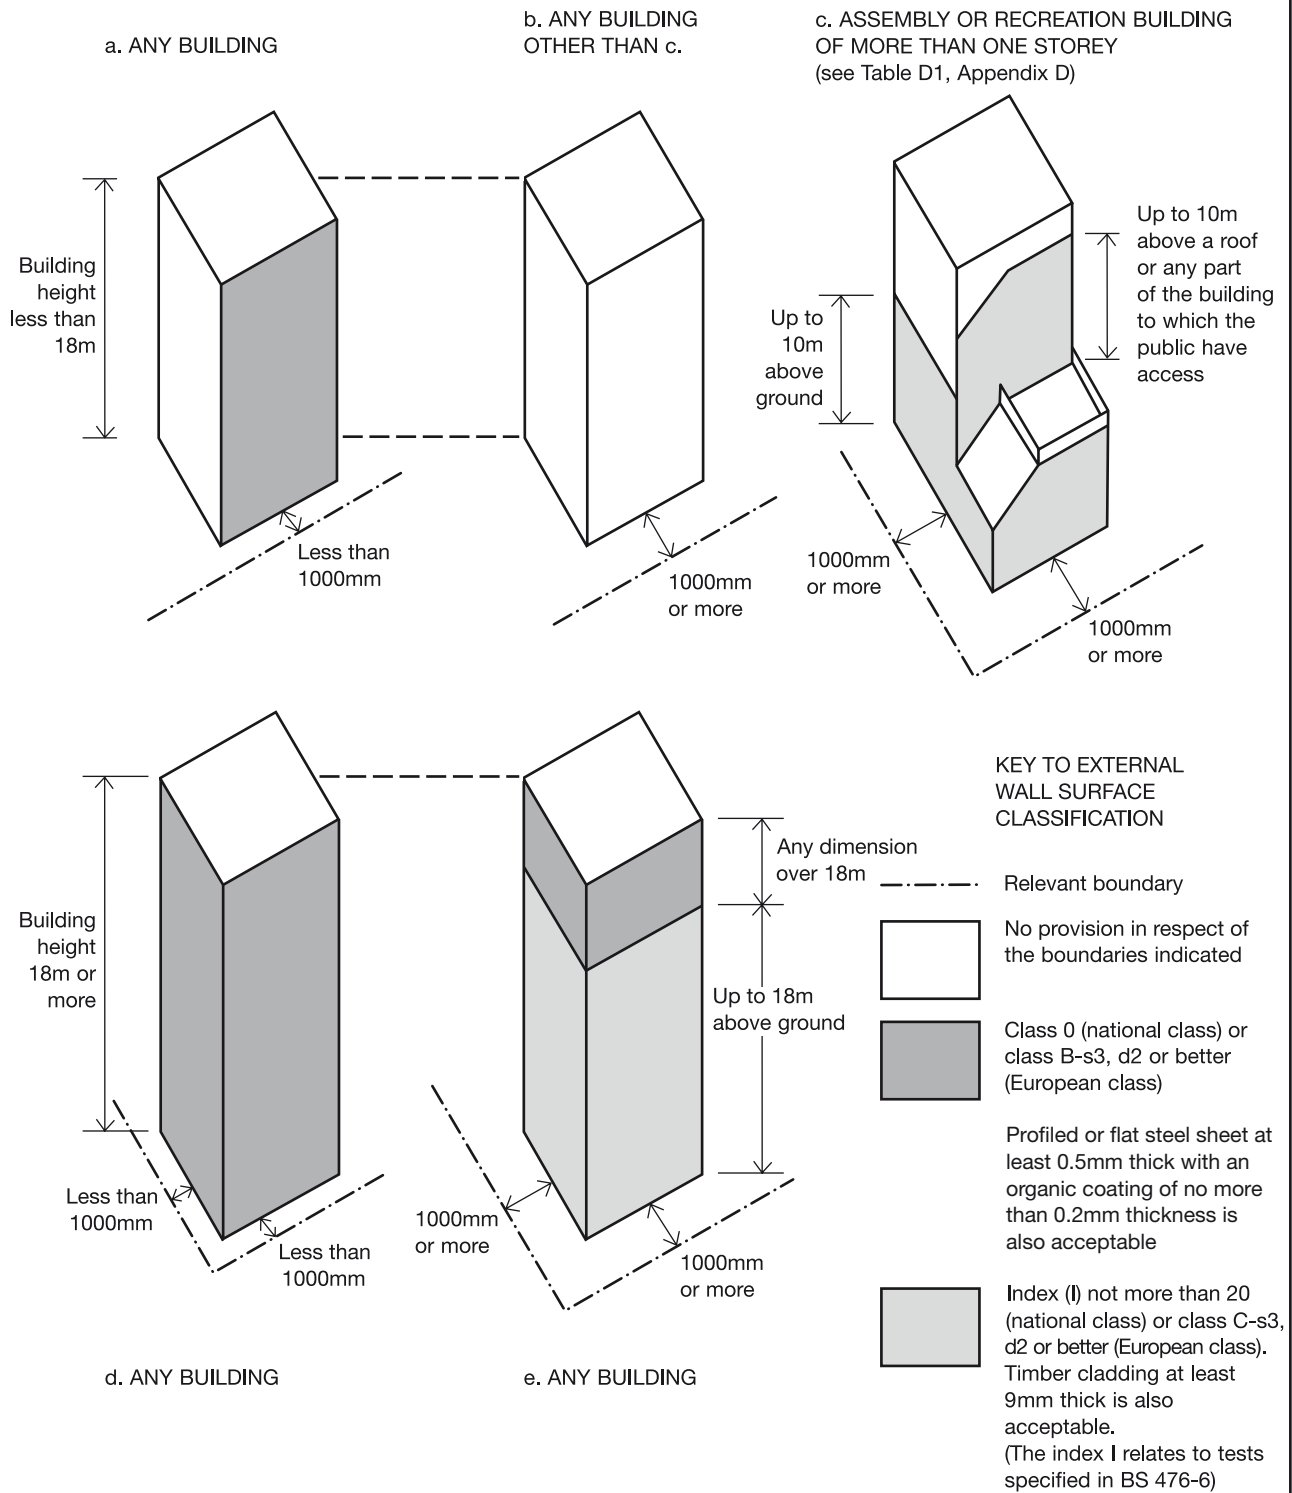 a. ANY BUILDING
b. ANY BUILDING
OTHER THAN c.
c. ASSEMBLY OR RECREATION BUILDING
OF MORE THAN ONE STOREY
(see Table D1, Appendix D)
Building
height
less than
18m
Less than
1000mm
1000mm
or more
Up to
10m
above
ground
Up to 10m
above a roof
or any part
of the building
to which the
public have
access
1000mm
or more
1000mm
or more
Building
height
18m or
more
Less than
1000mm
Less than
1000mm
d. ANY BUILDING
Any dimension
over 18m
Up to 18m
above ground
1000mm
or more
1000mm
or more
e. ANY BUILDING
KEY TO EXTERNAL
WALL SURFACE
CLASSIFICATION
Relevant boundary
No provision in respect of
the boundaries indicated
Class 0 (national class) or
class B-s3, d2 or better
(European class)
Profiled or flat steel sheet at
least 0.5mm thick with an
organic coating of no more
than 0.2mm thickness is
also acceptable
Index (I) not more than 20
(national class) or class C-s3,
d2 or better (European class).
Timber cladding at least
9mm thick is also
acceptable.
(The index I relates to tests
specified in BS 476-6)